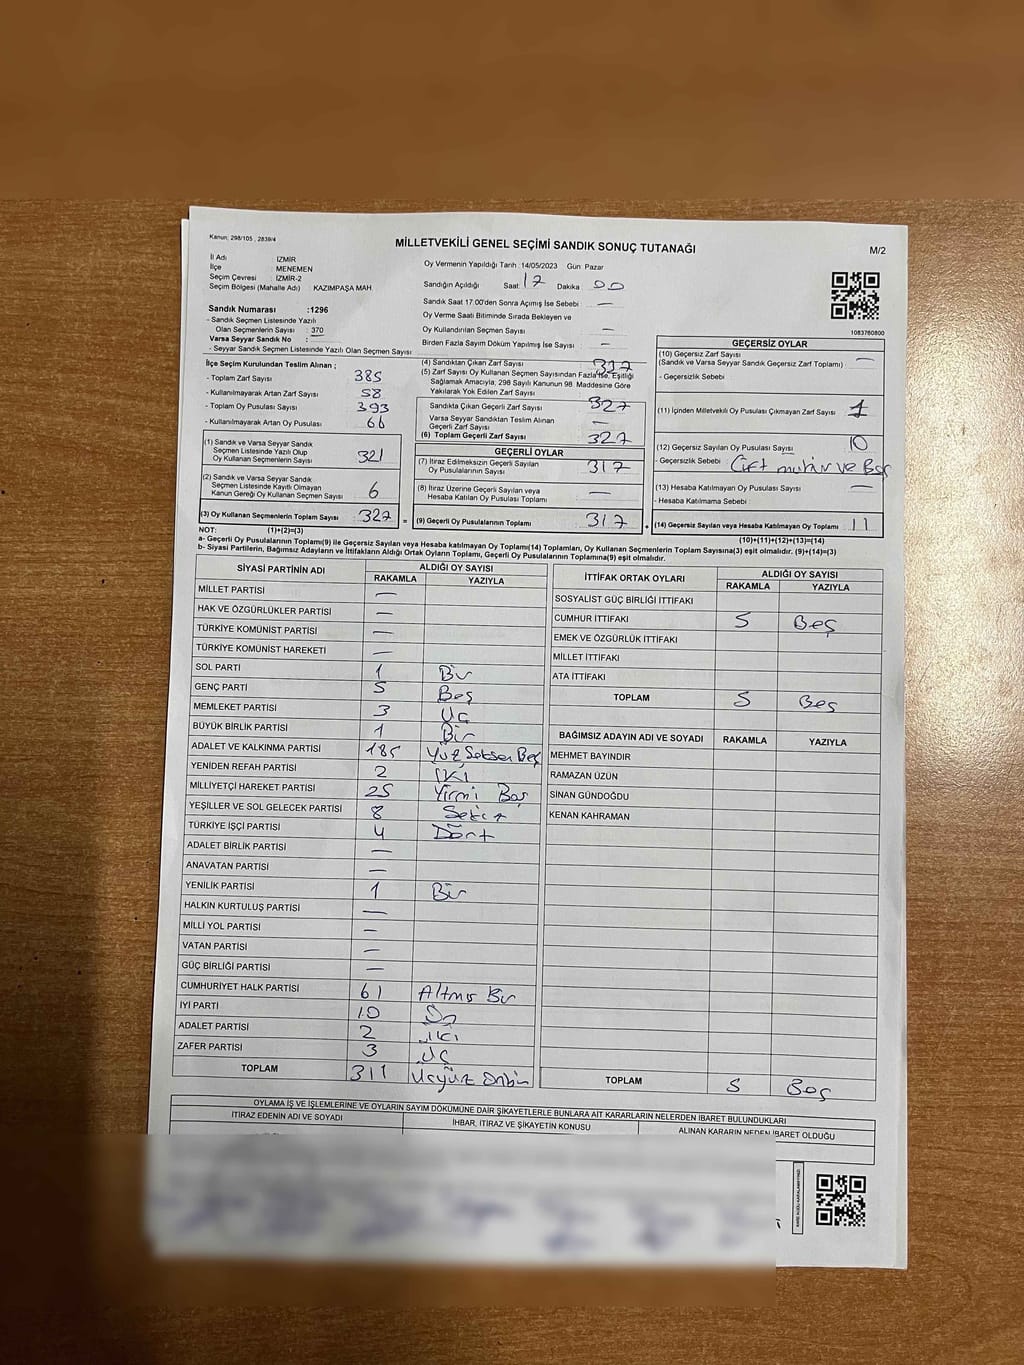 Kanun; 298/105 , 2839/4
MİLLETVEKİLİ GENEL SEÇİMİ SANDIK SONUÇ TUTANAĞI
M/2
İl Adı : İZMİR
İlçe : MENEMEN
Seçim Çevresi : İZMİR-2
Seçim Bölgesi (Mahalle Adı) : KAZIMPAŞA MAH.
Sandık Numarası :1296
- Sandık Seçmen Listesinde Yazılı
Olan Seçmenlerin Sayısı : 370
Varsa Seyyar Sandık No :
- Seyyar Sandık Seçmen Listesinde Yazılı Olan Seçmen Sayısı :
Oy Vermenin Yapıldığı Tarih :14/05/2023 Gün: Pazar
Sandığın Açıldığı Saat: 17 Dakika : 00
Sandık Saat 17.00'den Sonra Açımış İse Sebebi : —
Oy Verme Saati Bitiminde Sırada Bekleyen ve
Oy Kullandırılan Seçmen Sayısı : —
Birden Fazla Sayım Döküm Yapılmış İse Sayısı : —
1083760800
İlçe Seçim Kurulundan Teslim Alınan ;
- Toplam Zarf Sayısı : 385
- Kullanılmayarak Artan Zarf Sayısı : 58
- Toplam Oy Pusulası Sayısı : 393
- Kullanılmayarak Artan Oy Pusulası : 66
(1) Sandık ve Varsa Seyyar Sandık
Seçmen Listesinde Yazılı Olup
Oy Kullanan Seçmenlerin Sayısı : 321
(2) Sandık ve Varsa Seyyar Sandık
Seçmen Listesinde Kayıtlı Olmayan
Kanun Gereği Oy Kullanan Seçmen Sayısı : 6
(3) Oy Kullanan Seçmenlerin Toplam Sayısı : 327
(1)+(2)=(3)
(4) Sandıktan Çıkan Zarf Sayısı :
(5) Zarf Sayısı Oy Kullanan Seçmen Sayısından Fazla İse, Eşitliği
Sağlamak Amacıyla; 298 Sayılı Kanunun 98. Maddesine Göre
Yakılarak Yok Edilen Zarf Sayısı : —
Sandıkta Çıkan Geçerli Zarf Sayısı : 327
Varsa Seyyar Sandıktan Teslim Alınan
Geçerli Zarf Sayısı : —
(6) Toplam Geçerli Zarf Sayısı : 327
GEÇERLİ OYLAR
(7) İtiraz Edilmeksizin Geçerli Sayılan
Oy Pusulalarının Sayısı : 317
(8) İtiraz Üzerine Geçerli Sayılan veya
Hesaba Katılan Oy Pusulası Toplamı : —
(9) Geçerli Oy Pusulalarının Toplamı : 317
GEÇERSİZ OYLAR
(10) Geçersiz Zarf Sayısı : —
(Sandık ve Varsa Seyyar Sandık Geçersiz Zarf Toplamı)
- Geçersizlik Sebebi :
(11) İçinden Milletvekili Oy Pusulası Çıkmayan Zarf Sayısı : 1
(12) Geçersiz Sayılan Oy Pusulası Sayısı : 10
- Geçersizlik Sebebi : Çift mühür ve Boş
(13) Hesaba Katılmayan Oy Pusulası Sayısı : —
- Hesaba Katılmama Sebebi :
(14) Geçersiz Sayılan veya Hesaba Katılmayan Oy Toplamı : 11
(10)+(11)+(12)+(13)=(14)
NOT:
a- Geçerli Oy Pusulalarının Toplamı(9) ile Geçersiz Sayılan veya Hesaba katılmayan Oy Toplamı(14) Toplamları, Oy Kullanan Seçmenlerin Toplam Sayısına(3) eşit olmalıdır. (9)+(14)=(3)
b- Siyasi Partilerin, Bağımsız Adayların ve İttifakların Aldığı Ortak Oyların Toplamı, Geçerli Oy Pusulalarının Toplamına(9) eşit olmalıdır.
SİYASİ PARTİNİN ADI ALDIĞI OY SAYISI
RAKAMLA YAZIYLA
MİLLET PARTİSİ —
HAK VE ÖZGÜRLÜKLER PARTİSİ —
TÜRKİYE KOMÜNİST PARTİSİ —
TÜRKİYE KOMÜNİST HAREKETİ —
SOL PARTİ 1 Bir
GENÇ PARTİ 5 Beş
MEMLEKET PARTİSİ 3 Üç
BÜYÜK BİRLİK PARTİSİ 1 Bir
ADALET VE KALKINMA PARTİSİ 185 Yüz Seksen Beş
YENİDEN REFAH PARTİSİ 2 İki
MİLLİYETÇİ HAREKET PARTİSİ 25 Yirmi Beş
YEŞİLLER VE SOL GELECEK PARTİSİ 8 Sekiz
TÜRKİYE İŞÇİ PARTİSİ 4 Dört
ADALET BİRLİK PARTİSİ —
ANAVATAN PARTİSİ —
YENİLİK PARTİSİ 1 Bir
HALKIN KURTULUŞ PARTİSİ —
MİLLİ YOL PARTİSİ —
VATAN PARTİSİ —
GÜÇ BİRLİĞİ PARTİSİ —
CUMHURİYET HALK PARTİSİ 61 Altmış Bir
İYİ PARTİ 10 On
ADALET PARTİSİ 2 İki
ZAFER PARTİSİ 3 Üç
TOPLAM 311 Üçyüz Onbir
İTTİFAK ORTAK OYLARI ALDIĞI OY SAYISI
RAKAMLA YAZIYLA
SOSYALİST GÜÇ BİRLİĞİ İTTİFAKI
CUMHUR İTTİFAKI 5 Beş
EMEK VE ÖZGÜRLÜK İTTİFAKI
MİLLET İTTİFAKI
ATA İTTİFAKI
TOPLAM 5 Beş
BAĞIMSIZ ADAYIN ADI VE SOYADI RAKAMLA YAZIYLA
MEHMET BAYINDIR
RAMAZAN ÜZÜN
SİNAN GÜNDOĞDU
KENAN KAHRAMAN
TOPLAM 5 Beş
OYLAMA İŞ VE İŞLEMLERİNE VE OYLARIN SAYIM DÖKÜMÜNE DAİR ŞİKAYETLERLE BUNLARA AİT KARARLARIN NELERDEN İBARET BULUNDUKLARI
İTİRAZ EDENİN ADI VE SOYADI İHBAR, İTİRAZ VE ŞİKAYETİN KONUSU ALINAN KARARIN NEDEN İBARET OLDUĞU